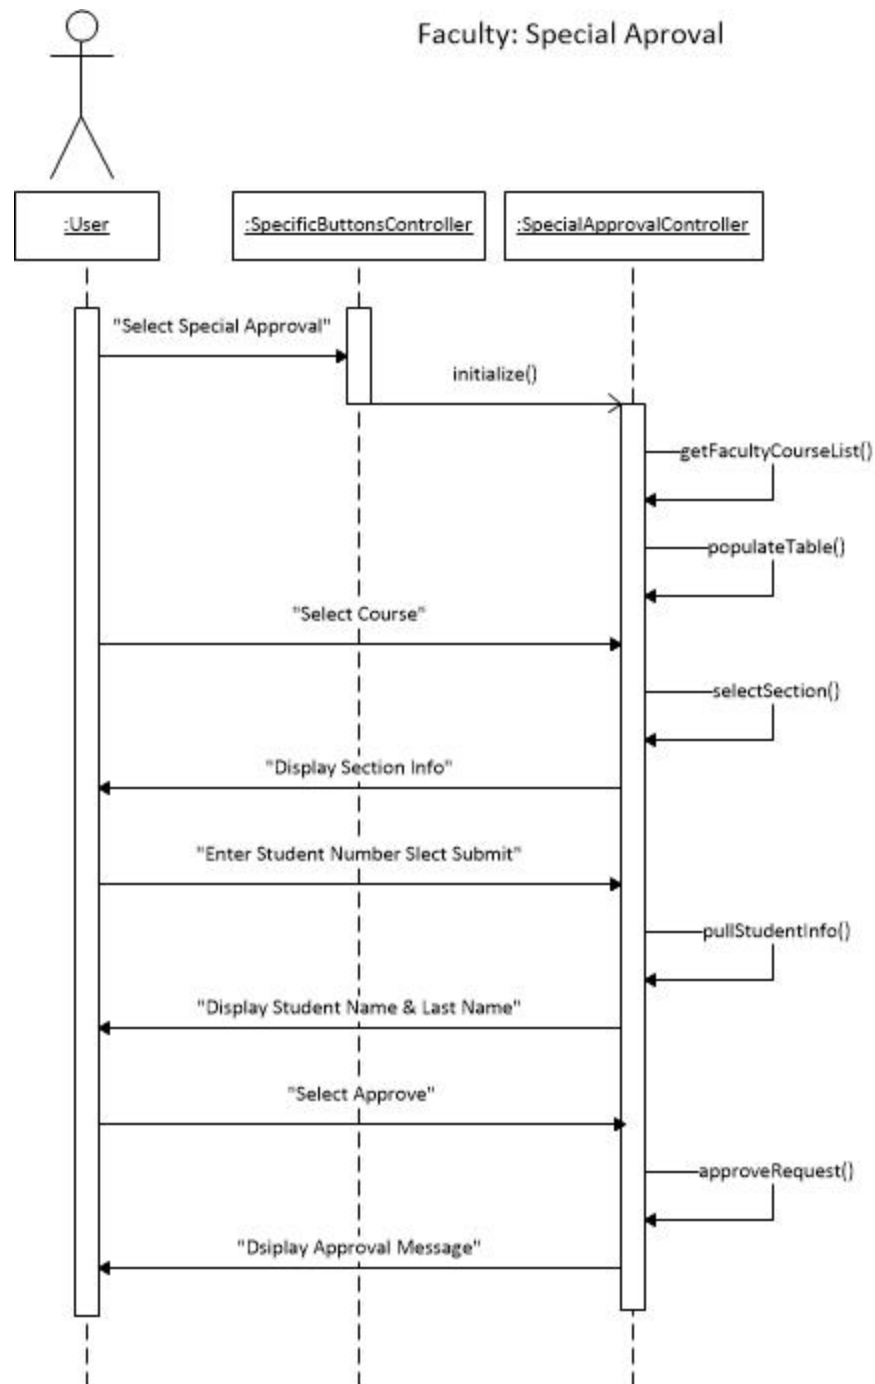 Faculty: Special Aproval
:User
:SpecificButtonsController
:SpecialApprovalController
"Select Special Approval"
initialize()
getFacultyCourseList()
populateTable()
"Select Course"
selectSection()
"Display Section Info"
"Enter Student Number Slect Submit"
pullStudentInfo()
"Display Student Name & Last Name"
"Select Approve"
approveRequest()
"Dsiplay Approval Message"